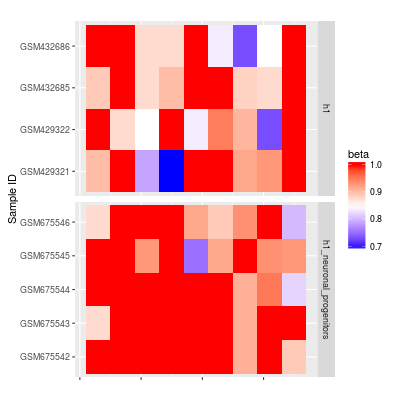 Sample ID
GSM432686
GSM432685
GSM429322
GSM429321
h1
GSM675546
GSM675545
GSM675544
GSM675543
GSM675542
h1_neuronal_progenitors
beta
1.0
0.9
0.8
0.7